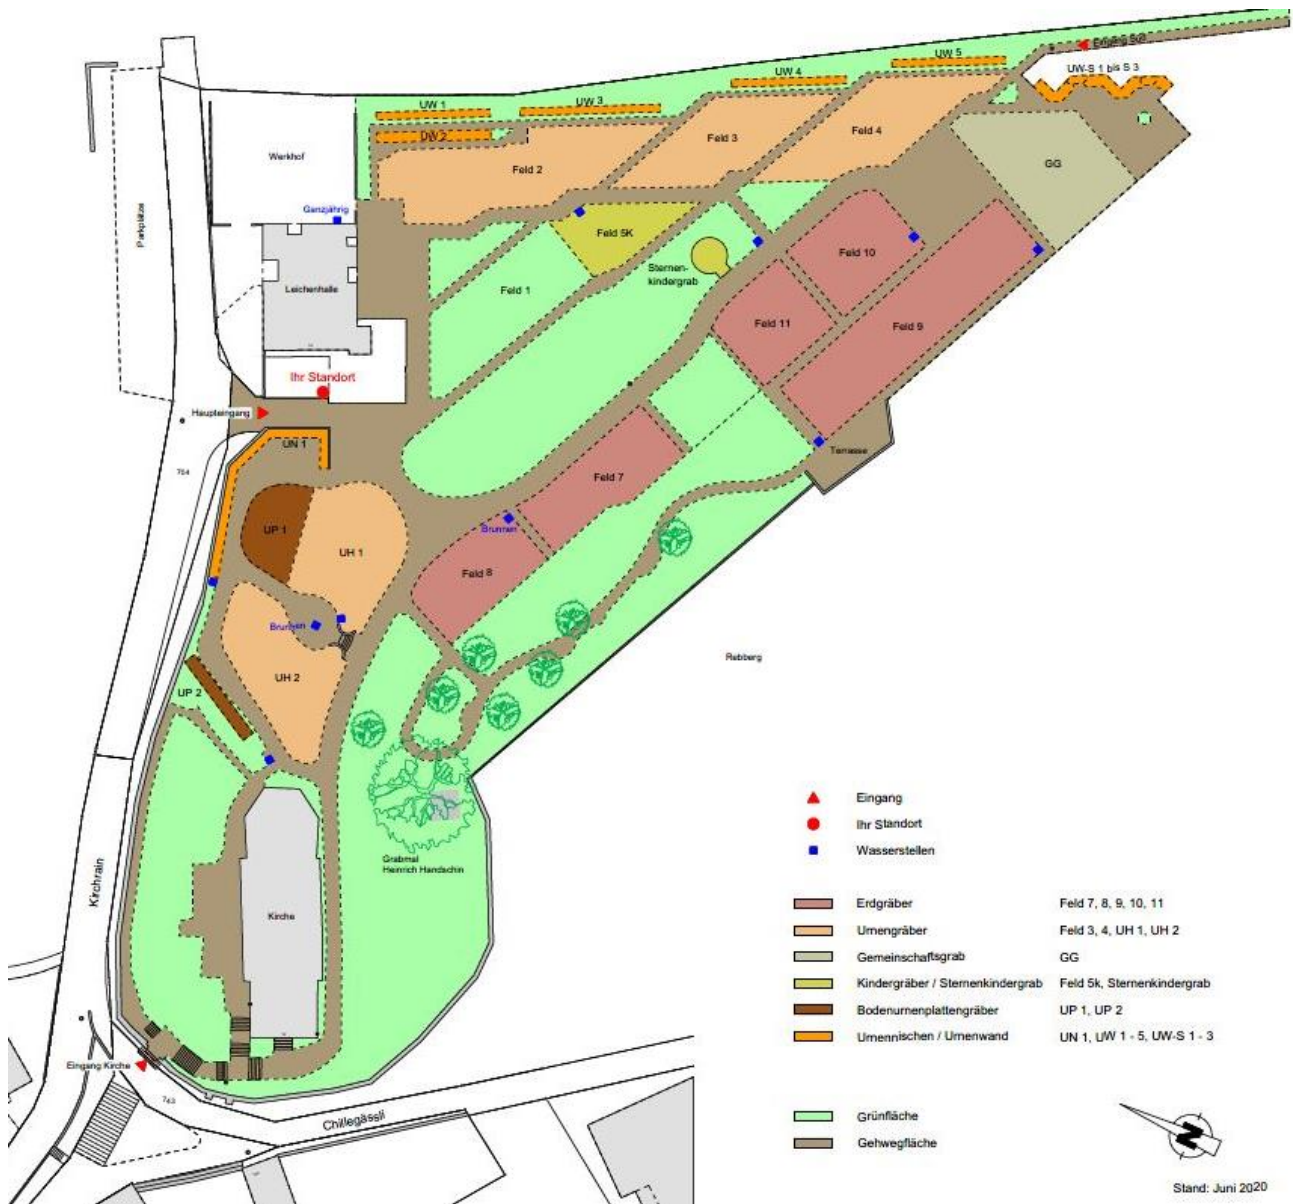 Eingang Süd
UW 5
UW-S 1 bis S 3
UW 4
UW 1
UW 3
UW 2
Feld 4
Feld 3
Werkhof
Feld 2
GG
Parkplätze
Ganzjährig
Feld 5K
Feld 10
Sternen-
kindergrab
Leichenhalle
Feld 1
Feld 11
Feld 9
Ihr Standort
Haupteingang
UN 1
Terrasse
764
Feld 7
UP 1
Brunnen
UH 1
Feld 8
Brunnen
Rebberg
UH 2
UP 2
Grabmal
Heinrich Handschin
Kirchrain
Kirche
Eingang Kirche
743
Chillegässli
Eingang
Ihr Standort
Wasserstellen
Erdgräber Feld 7, 8, 9, 10, 11
Urnengräber Feld 3, 4, UH 1, UH 2
Gemeinschaftsgrab GG
Kindergräber / Sternenkindergrab Feld 5k, Sternenkindergrab
Bodenurnenplattengräber UP 1, UP 2
Urnennischen / Urnenwand UN 1, UW 1 - 5, UW-S 1 - 3
Grünfläche
Gehwegfläche
N
Stand: Juni 2020